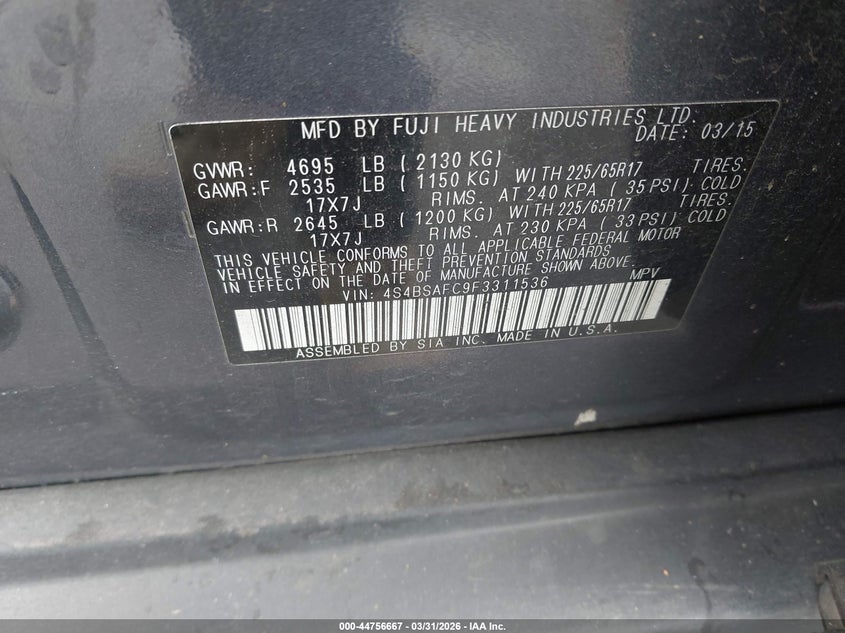 MFD BY FUJI HEAVY INDUSTRIES LTD.
DATE: 03/15
GVWR: 4695 LB (2130 KG)
GAWR:F 2535 LB (1150 KG) WITH 225/65R17 TIRES.
17X7J RIMS. AT 240 KPA (35 PSI) COLD
GAWR:R 2645 LB (1200 KG) WITH 225/65R17 TIRES.
17X7J RIMS. AT 230 KPA (33 PSI) COLD
THIS VEHICLE CONFORMS TO ALL APPLICABLE FEDERAL MOTOR
VEHICLE SAFETY AND THEFT PREVENTION STANDARDS
IN EFFECT ON THE DATE OF MANUFACTURE SHOWN ABOVE.
VIN: 4S4BSAFC9F3311536 MPV
ASSEMBLED BY SIA INC. MADE IN U.S.A.
000-44756667 — 03/31/2026 — IAA Inc.